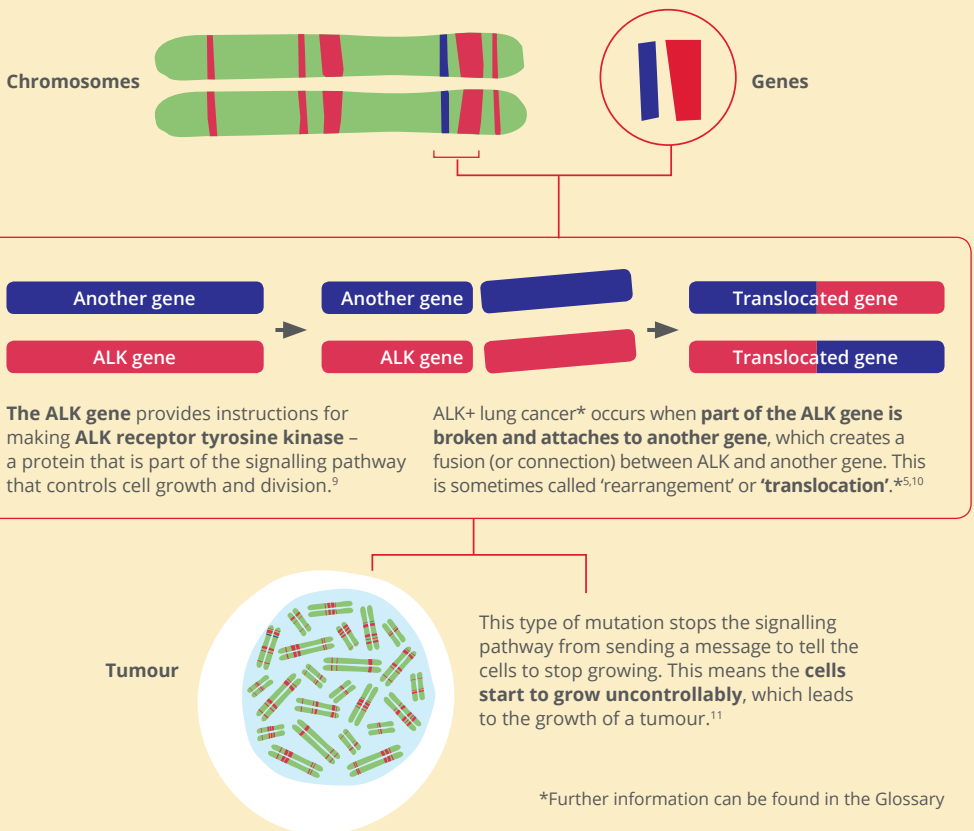 Chromosomes
Genes
Another gene
ALK gene
Another gene
ALK gene
Translocated gene
Translocated gene
The ALK gene provides instructions for
making ALK receptor tyrosine kinase –
a protein that is part of the signalling pathway
that controls cell growth and division.9
ALK+ lung cancer* occurs when part of the ALK gene is
broken and attaches to another gene, which creates a
fusion (or connection) between ALK and another gene. This
is sometimes called ‘rearrangement’ or ‘translocation’.*5,10
Tumour
This type of mutation stops the signalling
pathway from sending a message to tell the
cells to stop growing. This means the cells
start to grow uncontrollably, which leads
to the growth of a tumour.11
*Further information can be found in the Glossary